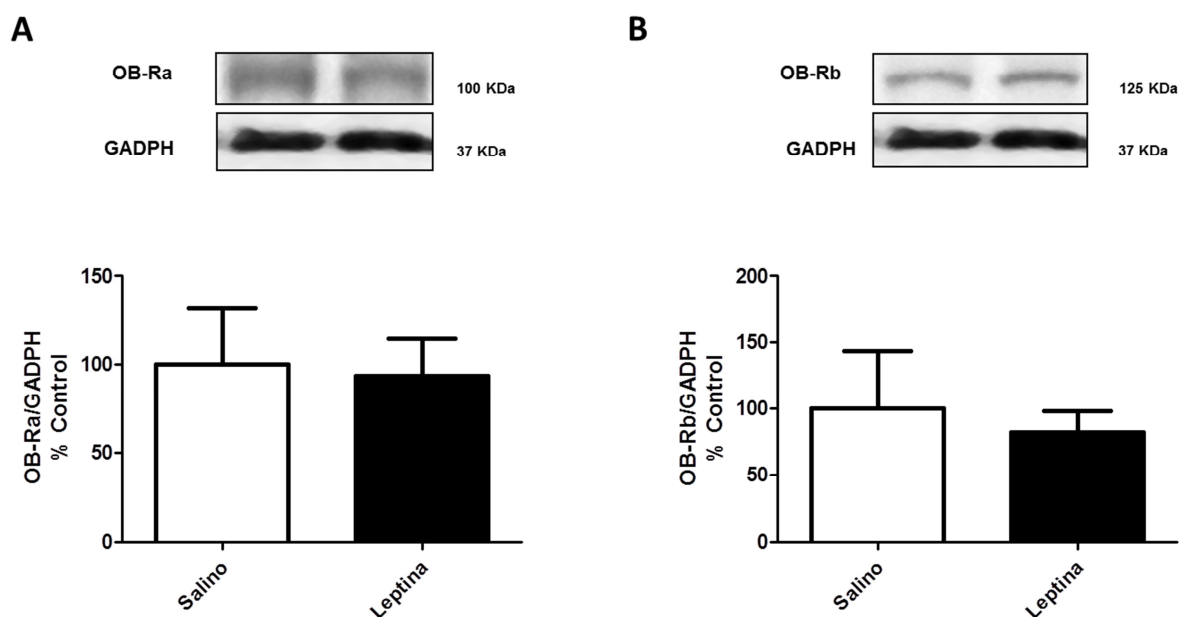 A
OB-Ra
100 KDa
GADPH
37 KDa
150
100
50
0
OB-Ra/GADPH
% Control
Salino
Leptina
B
OB-Rb
125 KDa
GADPH
37 KDa
200
150
100
50
0
OB-Rb/GADPH
% Control
Salino
Leptina